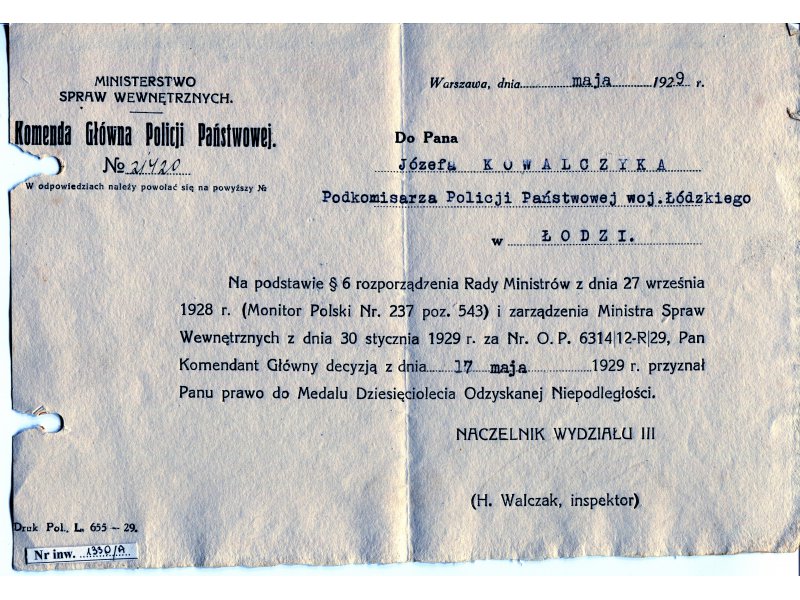 MINISTERSTWO
SPRAW WEWNĘTRZNYCH.
Komenda Główna Policji Państwowej.
№ 21420
W odpowiedziach należy powołać się na powyższy №
Warszawa, dnia maja 1929 r.
Do Pana
Józefa KOWALCZYKA
Podkomisarza Policji Państwowej woj.Łódzkiego
w ŁODZI.
Na podstawie § 6 rozporządzenia Rady Ministrów z dnia 27 września
1928 r. (Monitor Polski Nr. 237 poz. 543) i zarządzenia Ministra Spraw
Wewnętrznych z dnia 30 stycznia 1929 r. za Nr. O. P. 6314|12-R|29, Pan
Komendant Główny decyzją z dnia 17 maja 1929 r. przyznał
Panu prawo do Medalu Dziesięciolecia Odzyskanej Niepodległości.
NACZELNIK WYDZIAŁU III
(H. Walczak, inspektor)
Druk Pol., L. 655 – 29.
Nr inw. 1330/A